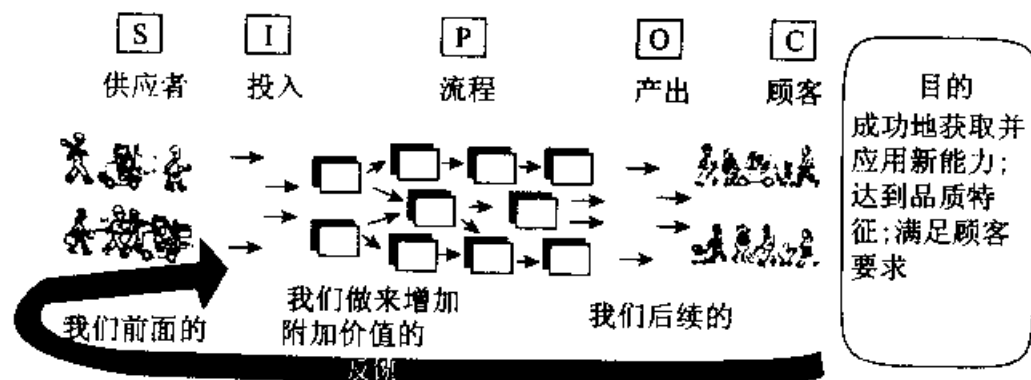 S I P O C
供应者 投入 流程 产出 顾客
目的
成功地获取并
应用新能力;
达到品质特
征;满足顾客
要求
我们前面的
我们做来增加
附加价值的
我们后续的